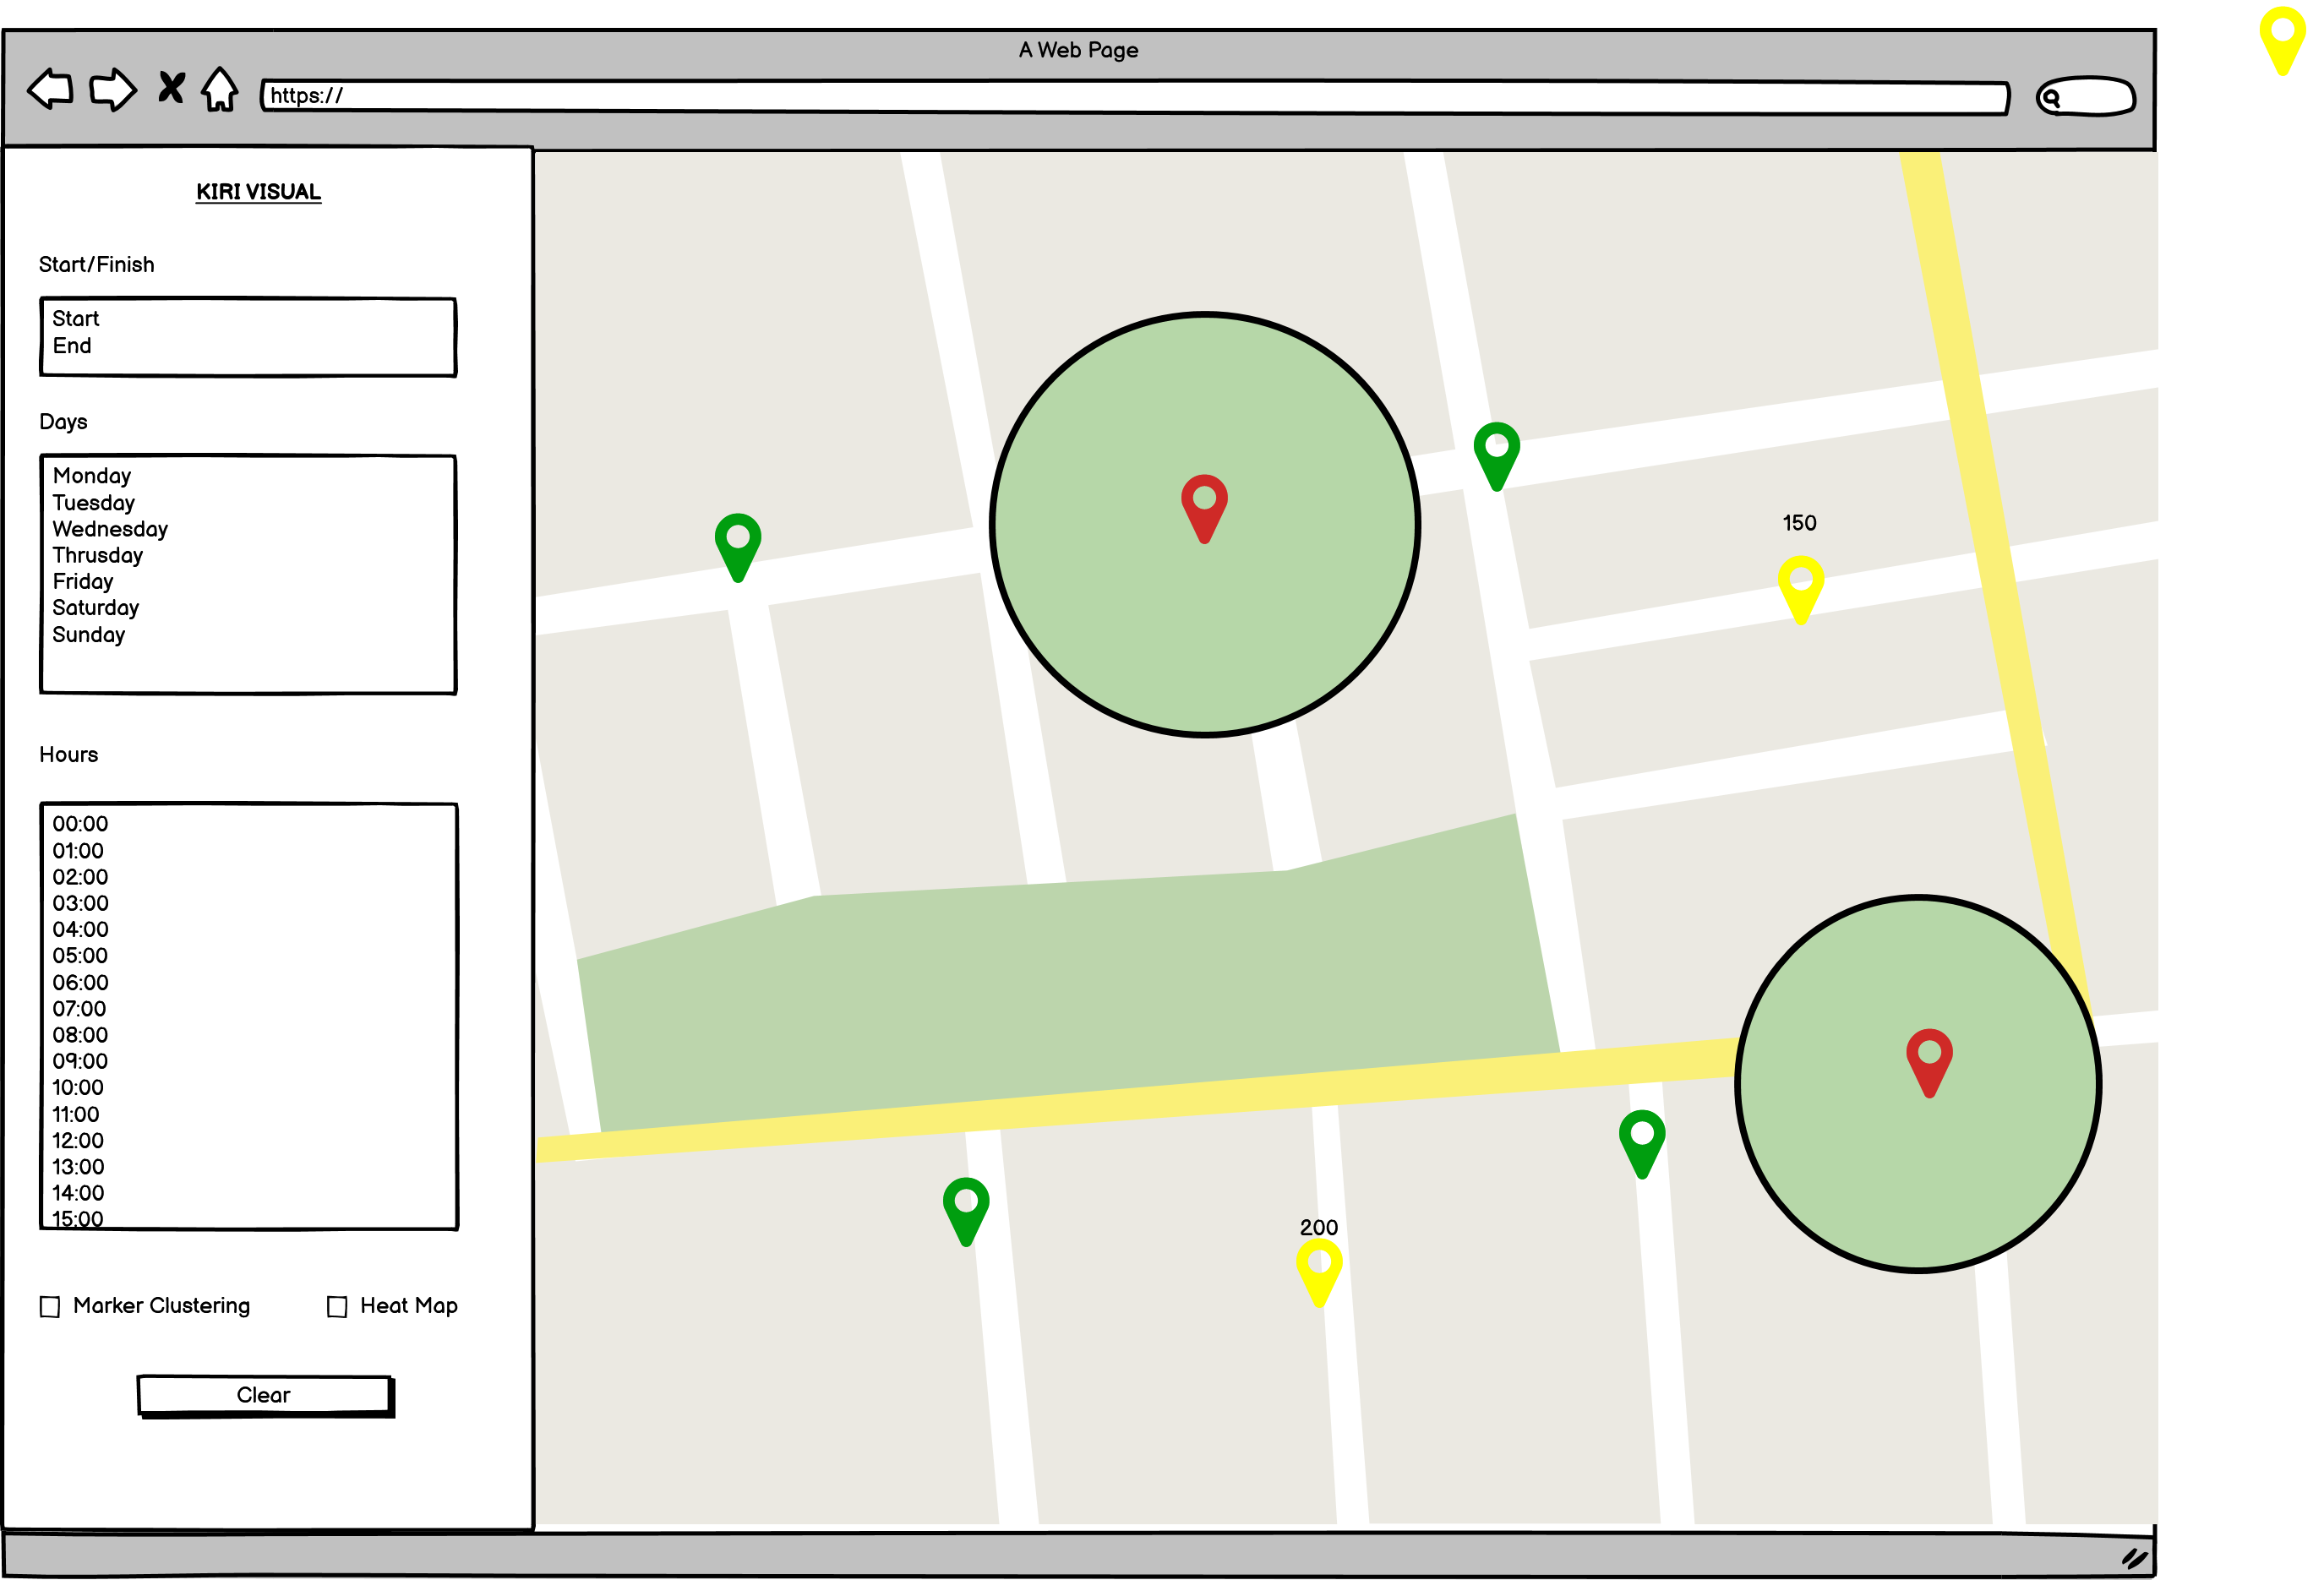 A Web Page
https://
KIRI VISUAL
Start/Finish
Start
End
Days
Monday
Tuesday
Wednesday
Thrusday
Friday
Saturday
Sunday
Hours
00:00
01:00
02:00
03:00
04:00
05:00
06:00
07:00
08:00
09:00
10:00
11:00
12:00
13:00
14:00
15:00
Marker Clustering
Heat Map
Clear
150
200